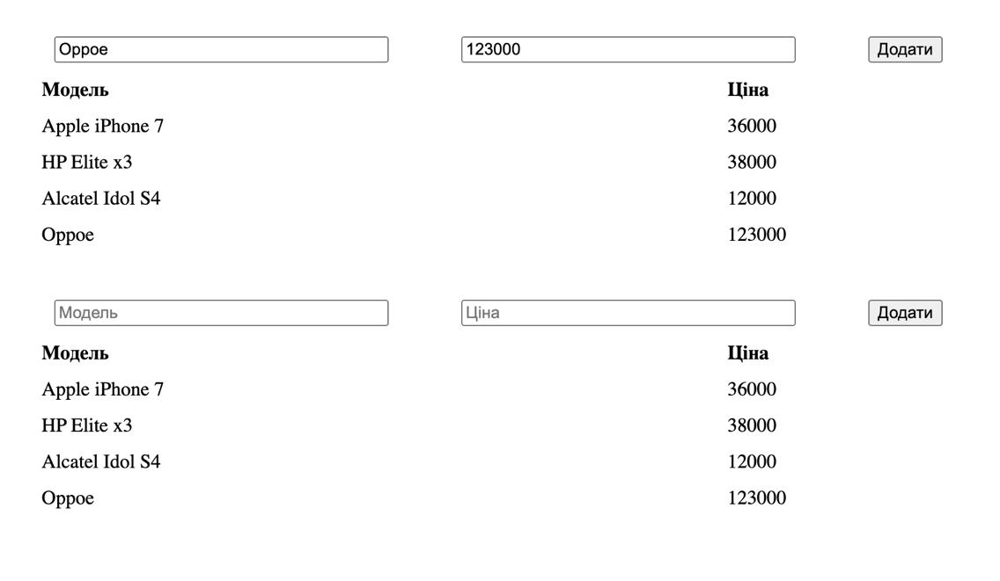 Oppoe 123000 Додати
Модель Ціна
Apple iPhone 7 36000
HP Elite x3 38000
Alcatel Idol S4 12000
Oppoe 123000
Модель Ціна Додати
Модель Ціна
Apple iPhone 7 36000
HP Elite x3 38000
Alcatel Idol S4 12000
Oppoe 123000